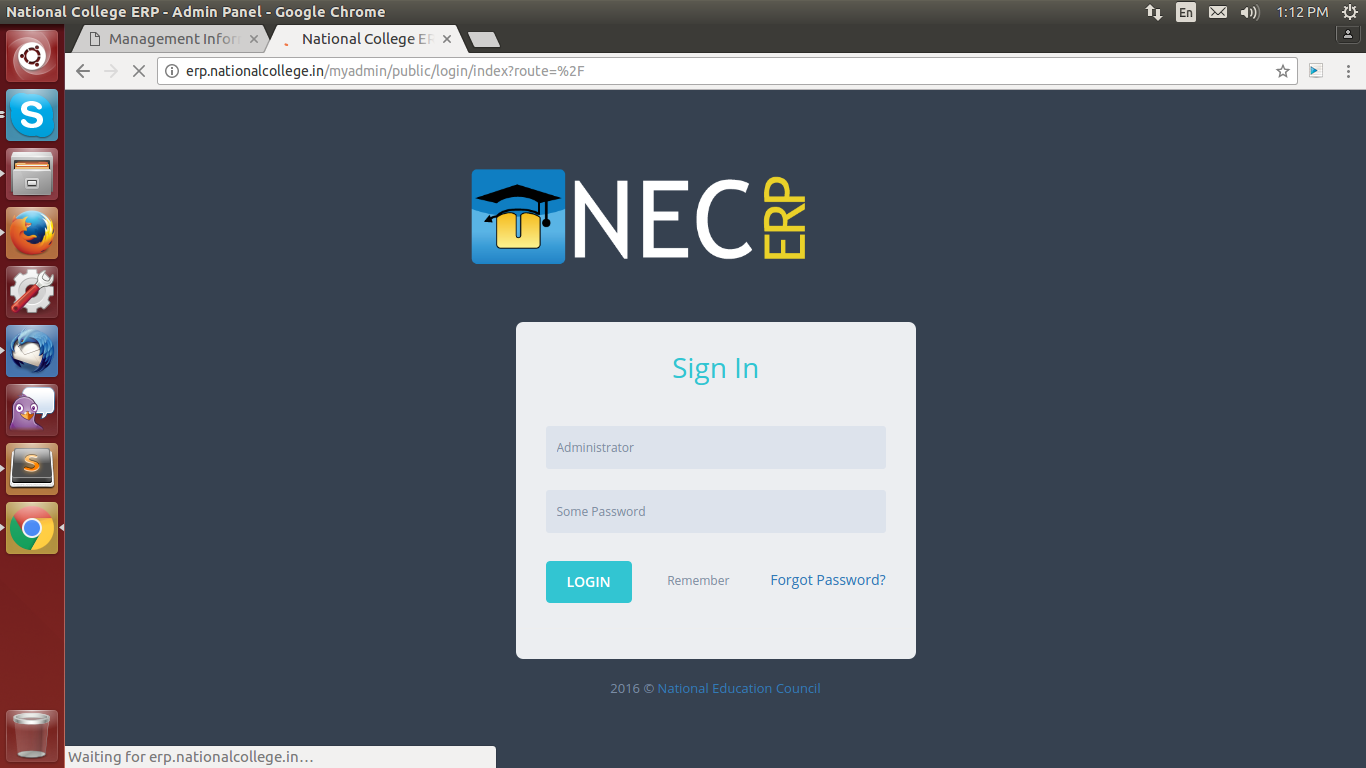 National College ERP - Admin Panel - Google Chrome
En
1:12 PM
Management Infor
National College ER
erp.nationalcollege.in/myadmin/public/login/index?route=%2F
NEC ERP
Sign In
Administrator
Some Password
LOGIN
Remember
Forgot Password?
2016 © National Education Council
Waiting for erp.nationalcollege.in…